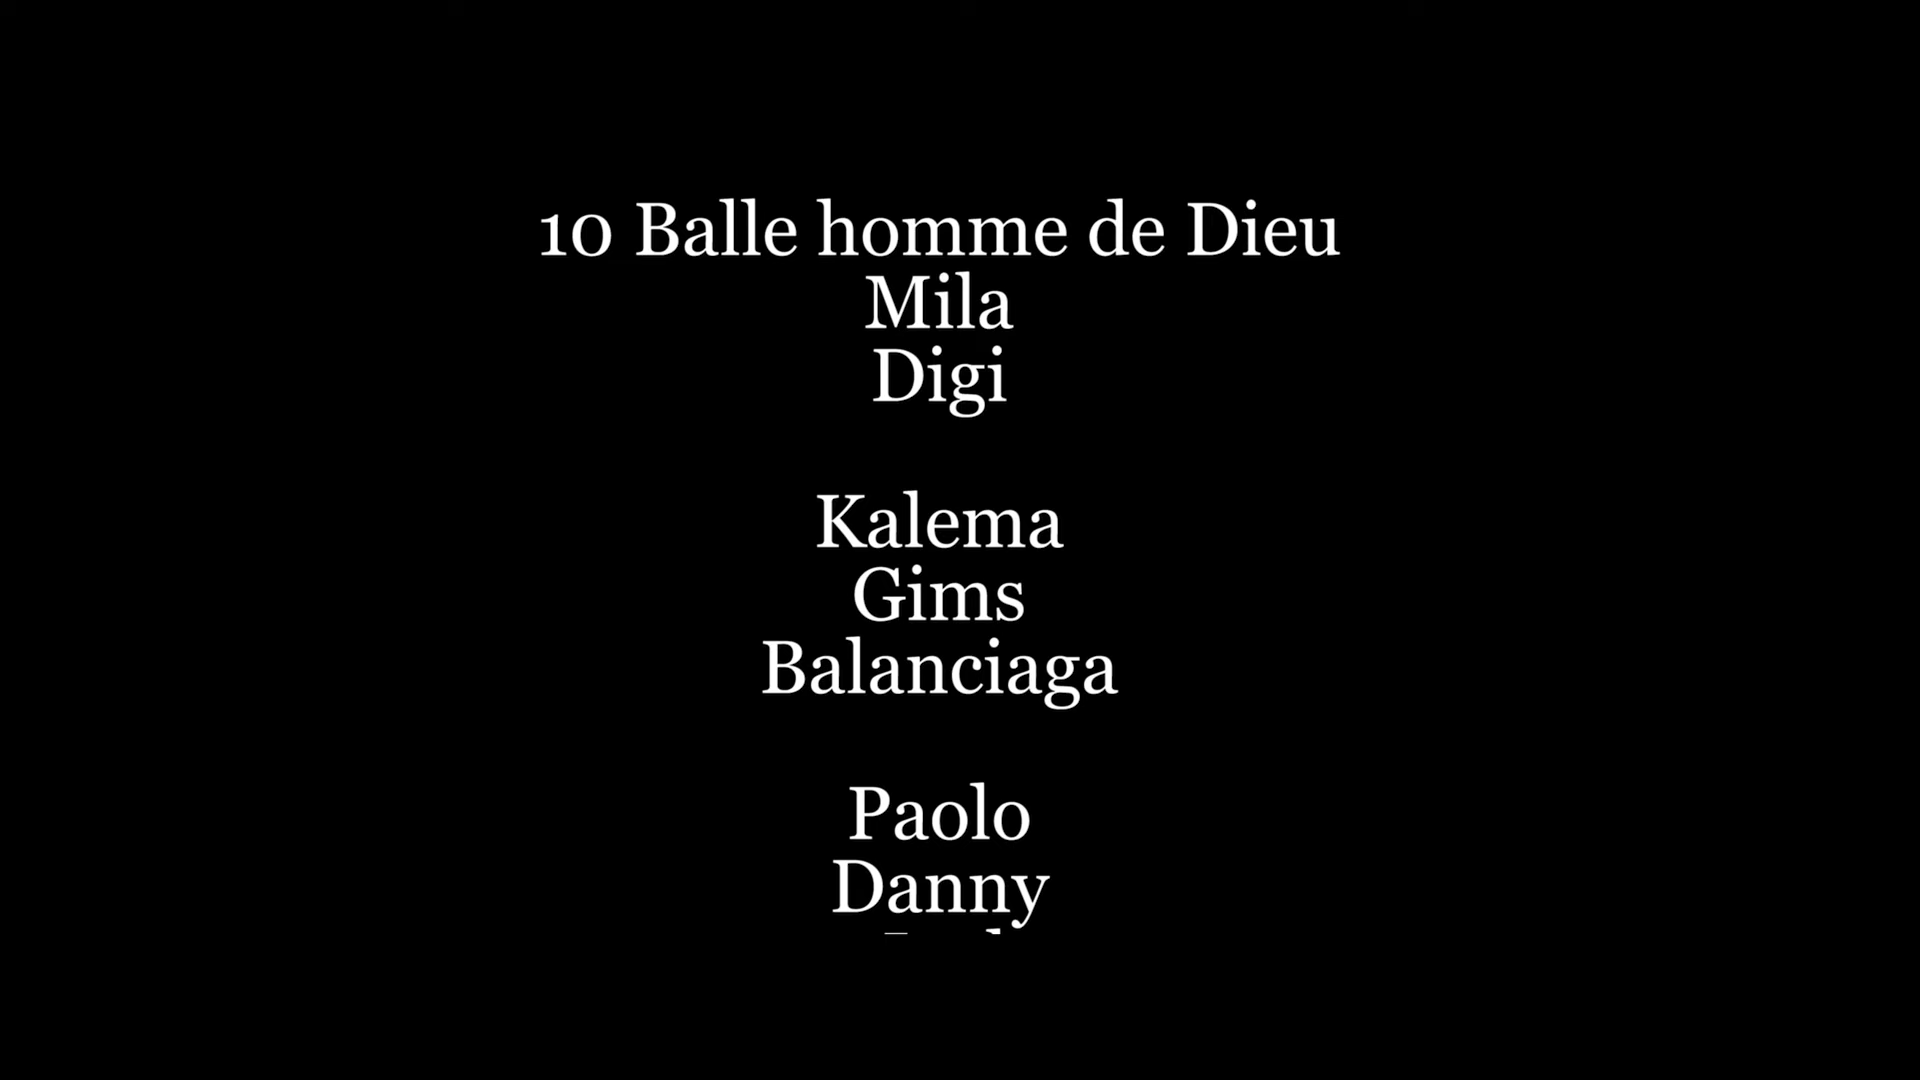 10 Balle homme de Dieu
Mila
Digi
Kalema
Gims
Balanciaga
Paolo
Danny